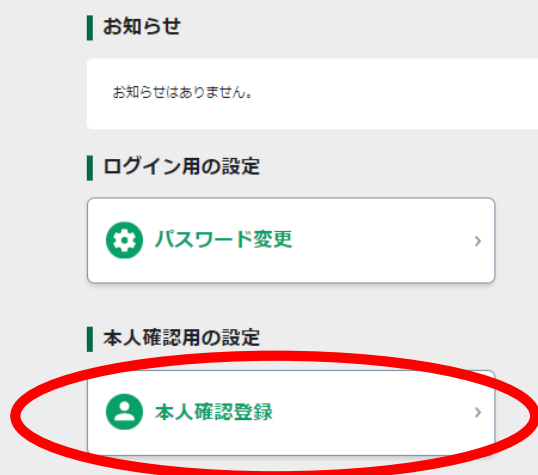 お知らせ
お知らせはありません。
ログイン用の設定
パスワード変更
本人確認用の設定
本人確認登録